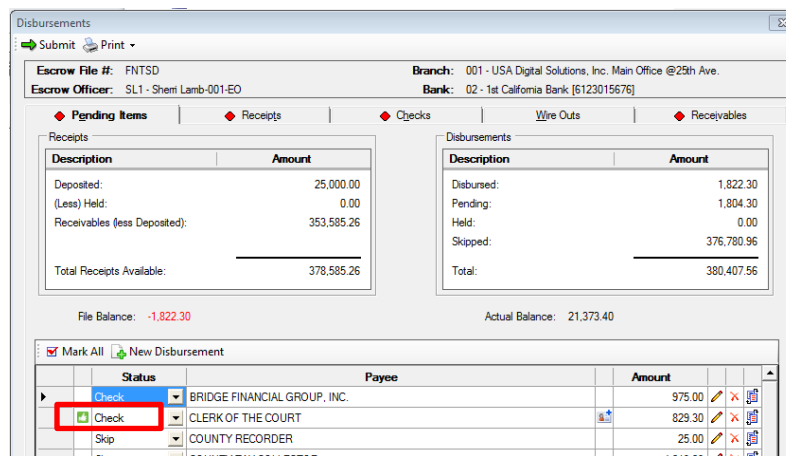 Disbursements
Submit Print
Escrow File #: FNTSD Branch: 001 - USA Digital Solutions, Inc. Main Office @25th Ave.
Escrow Officer: SL1 - Sherri Lamb-001-EO Bank: 02 - 1st California Bank [6123015676]
Pending Items Receipts Checks Wire Outs Receivables
Receipts Disbursements
Description Amount Description Amount
Deposited: 25,000.00 Disbursed: 1,822.30
(Less) Held: 0.00 Pending: 1,804.30
Receivables (less Deposited): 353,585.26 Held: 0.00
Skipped: 376,780.96
Total Receipts Available: 378,585.26 Total: 380,407.56
File Balance: -1,822.30 Actual Balance: 21,373.40
Mark All New Disbursement
Status Payee Amount
Check BRIDGE FINANCIAL GROUP, INC. 975.00
Check CLERK OF THE COURT 829.30
Skip COUNTY RECORDER 25.00